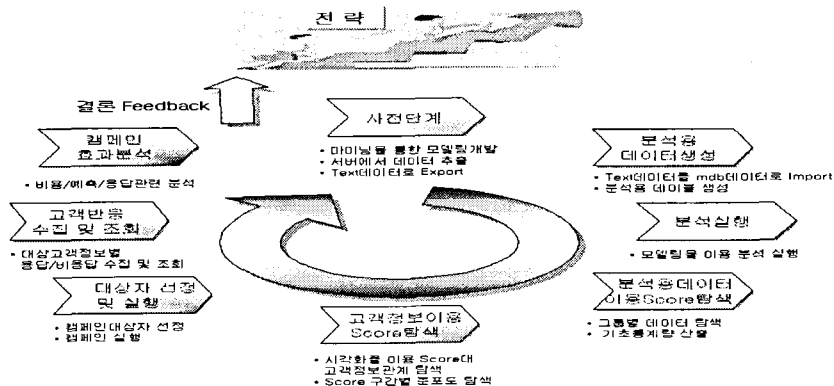 전 략
결론 Feedback
사전단계
• 마이닝을 통한 모델링개발
• 서버에서 데이터 추출
• Text데이터로 Export
분석용
데이터생성
• Text데이터를 mdb데이터로 Import
• 분석용 테이블 생성
분석실행
• 모델링을 이용 분석 실행
분석용데이터
이용Score탐색
• 그룹별 데이터 탐색
• 기초통계량 산출
고객정보이용
Score탐색
• 시각화를 이용 Score대
고객정보관계 탐색
• Score 구간별 분포도 탐색
대상자 선정
및 실행
• 캠페인대상자 선정
• 캠페인 실행
고객반응
수집 및 조회
• 대상고객정보별
응답/비응답 수집 및 조회
캠페인
효과분석
• 비용/예측/응답관련 분석